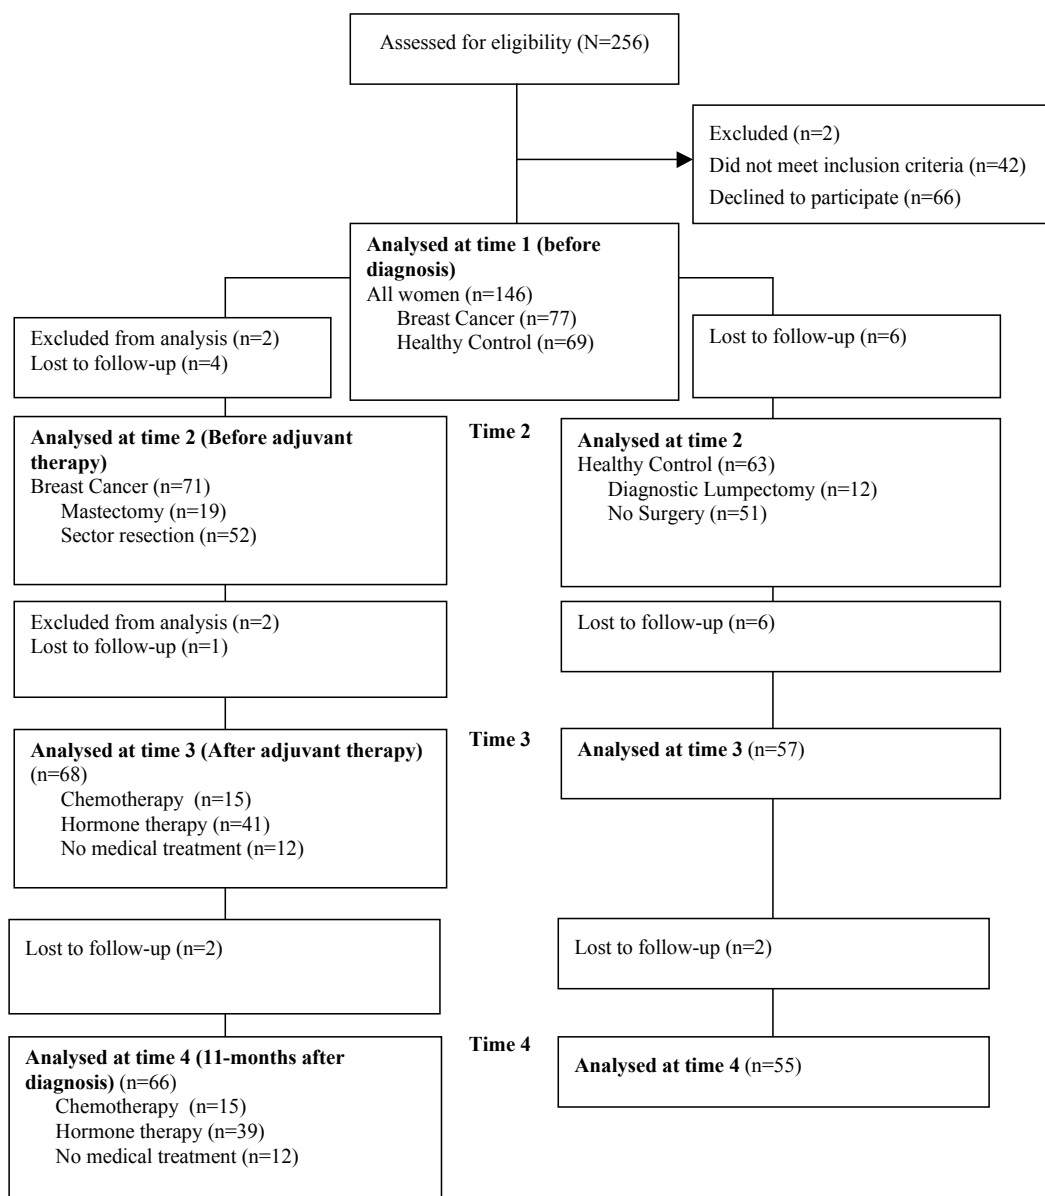 Assessed for eligibility (N=256)
Excluded (n=2)
Did not meet inclusion criteria (n=42)
Declined to participate (n=66)
Analysed at time 1 (before
diagnosis)
All women (n=146)
Breast Cancer (n=77)
Healthy Control (n=69)
Excluded from analysis (n=2)
Lost to follow-up (n=4)
Lost to follow-up (n=6)
Analysed at time 2 (Before adjuvant
therapy)
Breast Cancer (n=71)
Mastectomy (n=19)
Sector resection (n=52)
Time 2
Analysed at time 2
Healthy Control (n=63)
Diagnostic Lumpectomy (n=12)
No Surgery (n=51)
Excluded from analysis (n=2)
Lost to follow-up (n=1)
Lost to follow-up (n=6)
Analysed at time 3 (After adjuvant therapy)
(n=68)
Chemotherapy (n=15)
Hormone therapy (n=41)
No medical treatment (n=12)
Time 3
Analysed at time 3 (n=57)
Lost to follow-up (n=2)
Lost to follow-up (n=2)
Analysed at time 4 (11-months after
diagnosis) (n=66)
Chemotherapy (n=15)
Hormone therapy (n=39)
No medical treatment (n=12)
Time 4
Analysed at time 4 (n=55)